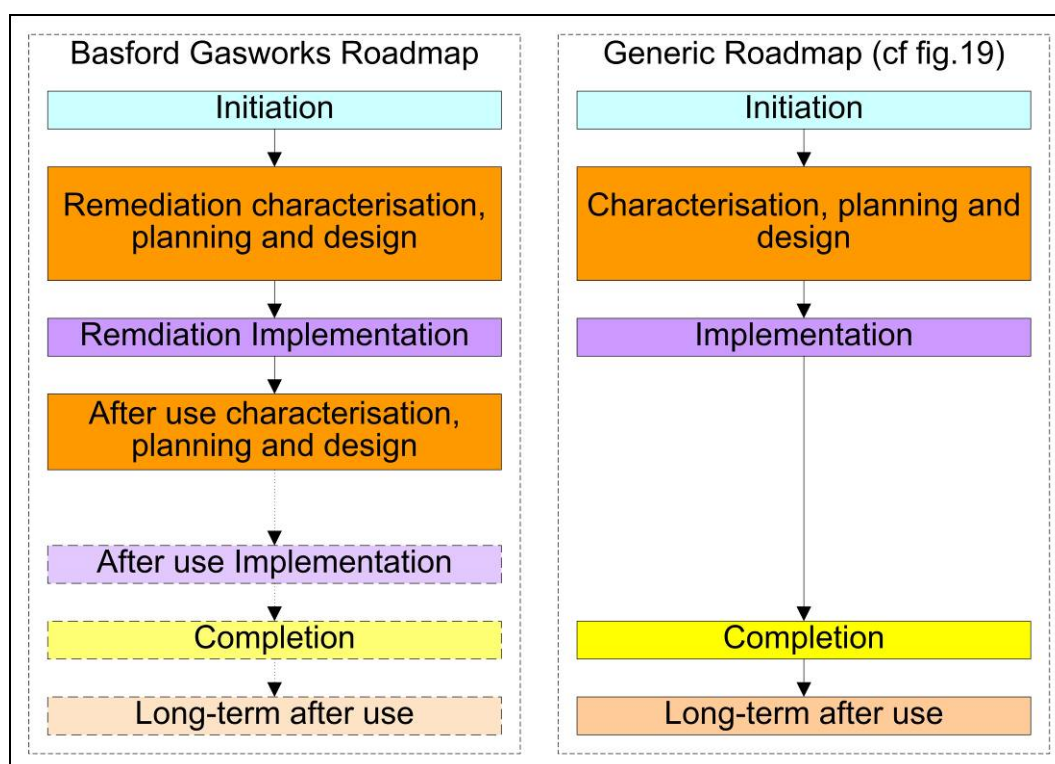 Basford Gasworks Roadmap
Initiation
Remediation characterisation,
planning and design
Remdiation Implementation
After use characterisation,
planning and design
After use Implementation
Completion
Long-term after use
Generic Roadmap (cf fig.19)
Initiation
Characterisation, planning and
design
Implementation
Completion
Long-term after use